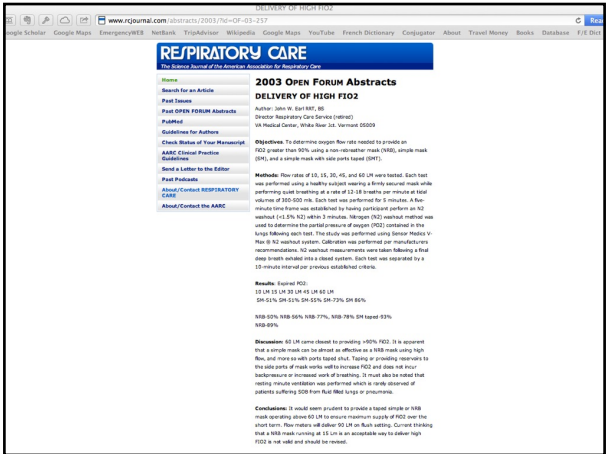 DELIVERY OF HIGH FIO2
www.rcjournal.com/abstracts/2003/?id=OF-03-257
Google Scholar Google Maps EmergencyWEB NetBank TripAdvisor Wikipedia Google Maps YouTube French Dictionary Conjugator About Travel Money Books Database F/E Dict
RESPIRATORY CARE
The Science Journal of the American Association for Respiratory Care
Home
Search for an Article
Past Issues
Past OPEN FORUM Abstracts
PubMed
Guidelines for Authors
Check Status of Your Manuscript
AARC Clinical Practice
Guidelines
Send a Letter to the Editor
Past Podcasts
About/Contact RESPIRATORY
CARE
About/Contact the AARC
2003 OPEN FORUM Abstracts
DELIVERY OF HIGH FIO2
Author: John W. Earl RRT, BS
Director Respiratory Care Service (retired)
VA Medical Center, White River Jct. Vermont 05009
Objectives. To determine oxygen flow rate needed to provide an
FiO2 greater than 90% using a non-rebreather mask (NRB), simple mask
(SM), and a simple mask with side ports taped (SMT).
Methods: Flow rates of 10, 15, 30, 45, and 60 LM were tested. Each test
was performed using a healthy subject wearing a firmly secured mask while
performing quiet breathing at a rate of 12-18 breaths per minute at tidal
volumes of 300-500 mlk. Each test was performed for 5 minutes. A five-
minute time frame was established by having participant perform an N2
washout (<1.5% N2) within 3 minutes. Nitrogen (N2) washout method was
used to determine the partial pressure of oxygen (PO2) contained in the
lungs following each test. The study was performed using Sensor Medics V-
Max ® N2 washout system. Calibration was performed per manufacturers
recommendations. N2 washout measurements were taken following a final
deep breath exhaled into a closed system. Each test was separated by a
10-minute interval per previous established criteria.
Results: Expired PO2:
10 LM 15 LM 30 LM 45 LM 60 LM
SM-51% SM-51% SM-55% SM-73% SM 86%
NRB-50% NRB-56% NRB-77%, NRB-78% SM taped-93%
NRB-89%
Discussion: 60 LM came closest to providing >90% FiO2. It is apparent
that a simple mask can be almost as effective as a NRB mask using high
flow, and more so with ports taped shut. Taping or providing reservoirs to
the side ports of mask works well to increase FiO2 and does not incur
backpressure or increased work of breathing. It must also be noted that
resting minute ventilation was performed which is rarely observed of
patients suffering SOB from fluid filled lungs or pneumonia.
Conclusions: It would seem prudent to provide a taped simple or NRB
mask operating above 60 LM to ensure maximum supply of FiO2 over the
short term. Flow meters will deliver 90 LM on flush setting. Current thinking
that a NRB mask running at 15 Lm is an acceptable way to deliver high
FIO2 is not valid and should be revised.